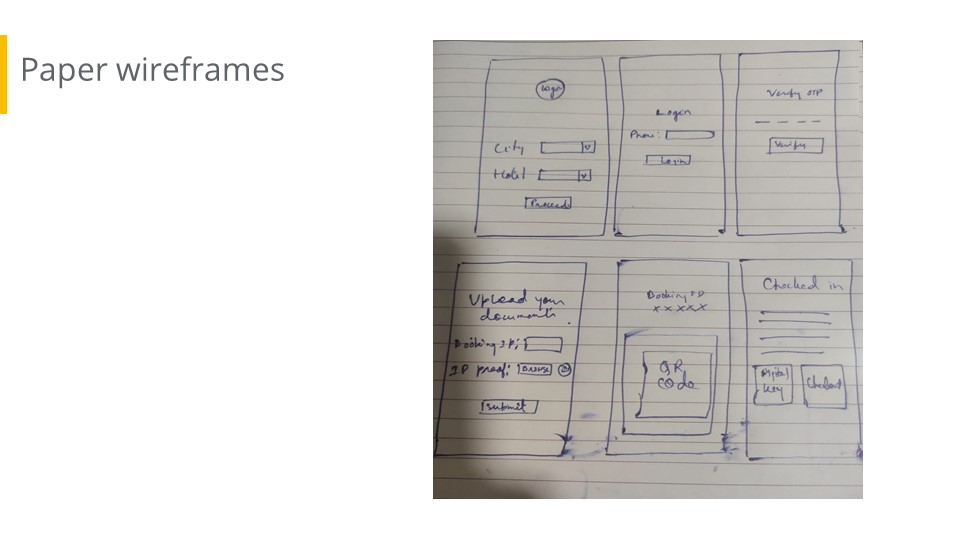 Paper wireframes
Logo
City
Hotel
Proceed
Login
Phone:
Login
Verify OTP
Verify
Upload your
documents.
Booking ID:
ID proof: Browse
Submit
Booking ID
XXXXX
QR
Code
Checked in
Digital
key
Checkout